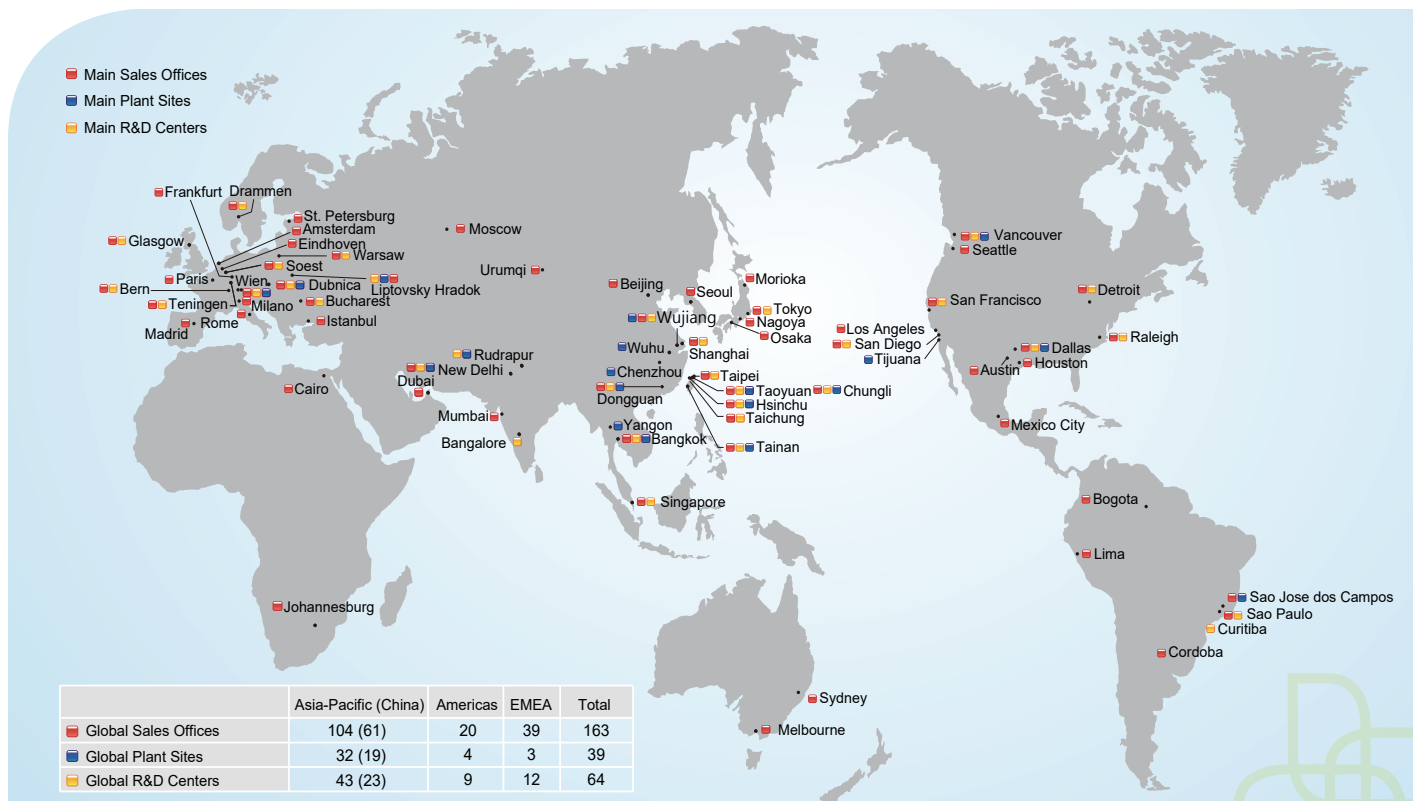 Main Sales Offices
Main Plant Sites
Main R&D Centers
Frankfurt
Drammen
St. Petersburg
Amsterdam
Eindhoven
Glasgow
Warsaw
Moscow
Soest
Paris
Wien
Dubnica
Liptovsky Hradok
Bern
Teningen
Milano
Bucharest
Madrid
Rome
Istanbul
Urumqi
Beijing
Seoul
Morioka
Wujiang
Tokyo
Nagoya
Osaka
Wuhu
Shanghai
Rudrapur
New Delhi
Chenzhou
Dubai
Cairo
Dongguan
Taipei
Taoyuan
Chungli
Hsinchu
Taichung
Mumbai
Yangon
Bangalore
Bangkok
Tainan
Singapore
Johannesburg
Sydney
Melbourne
Vancouver
Seattle
San Francisco
Detroit
Los Angeles
San Diego
Raleigh
Tijuana
Dallas
Houston
Austin
Mexico City
Bogota
Lima
Sao Jose dos Campos
Sao Paulo
Curitiba
Cordoba
Asia-Pacific (China) Americas EMEA Total
Global Sales Offices 104 (61) 20 39 163
Global Plant Sites 32 (19) 4 3 39
Global R&D Centers 43 (23) 9 12 64